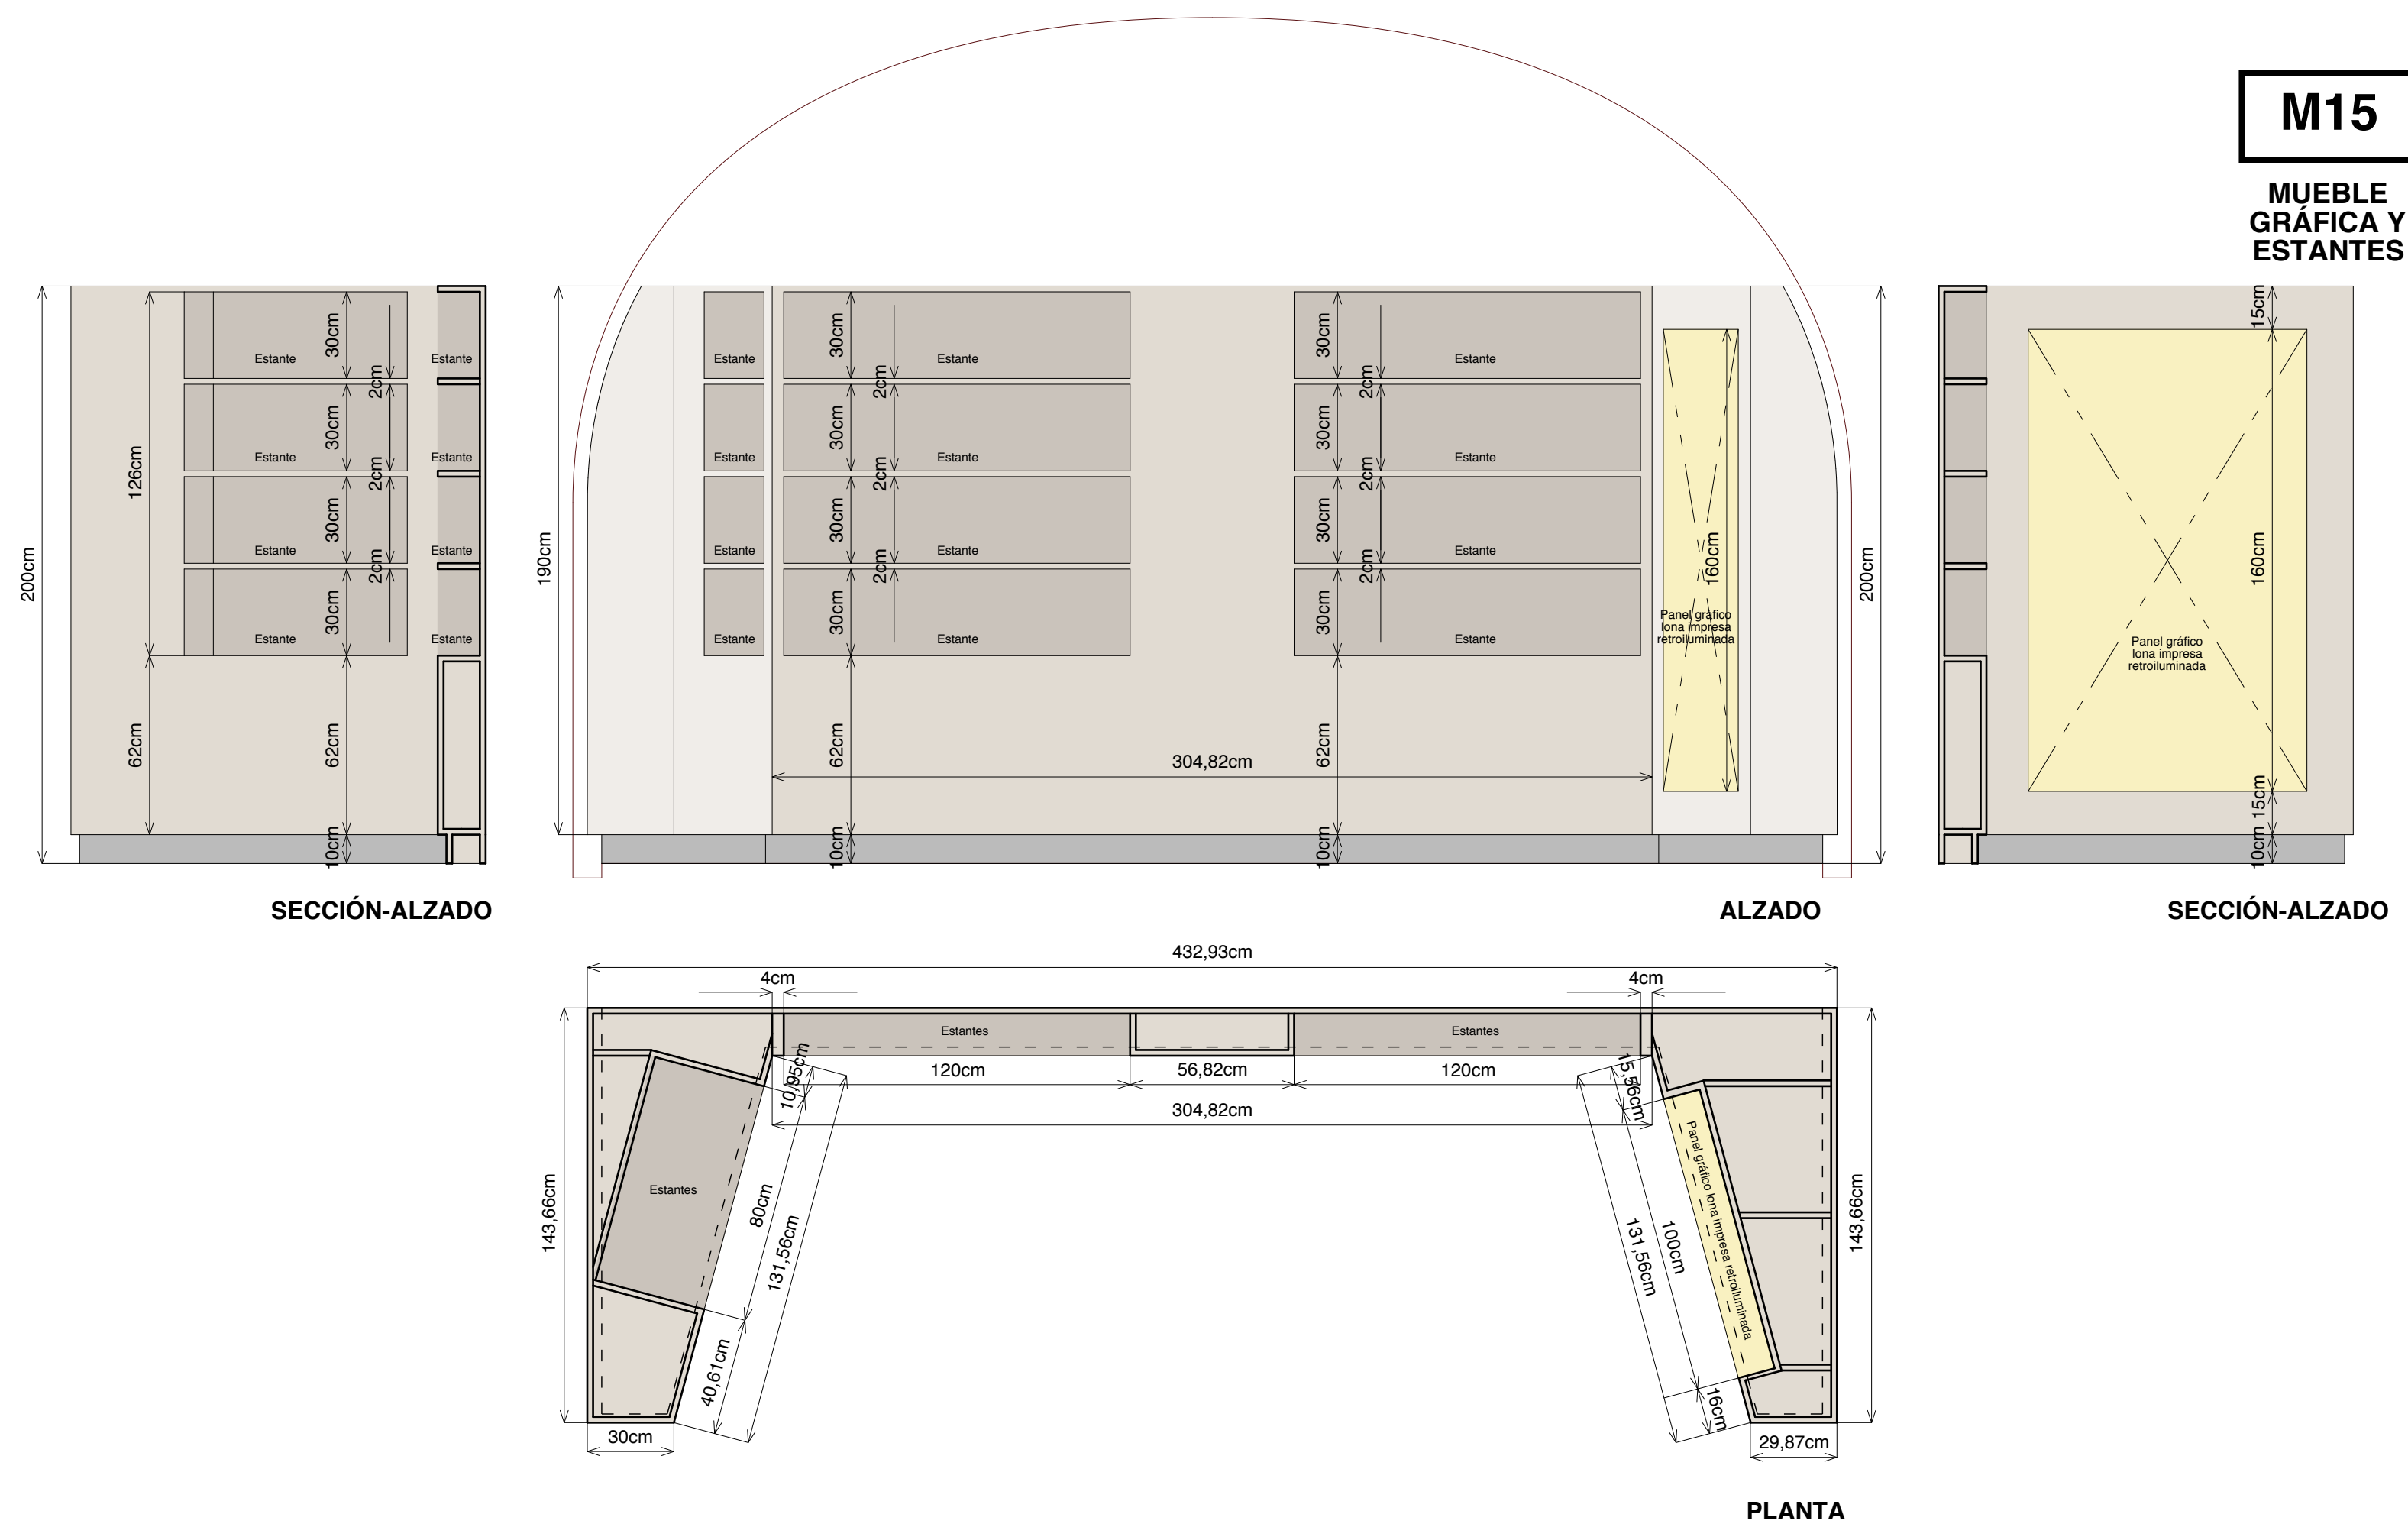 M15
MUEBLE
GRÁFICA Y
ESTANTES
200cm
126cm
62cm
30cm
30cm
30cm
30cm
2cm
2cm
2cm
62cm
10cm
Estante
Estante
Estante
Estante
Estante
Estante
Estante
Estante
SECCIÓN-ALZADO
190cm
Estante
Estante
Estante
Estante
30cm
30cm
30cm
30cm
2cm
2cm
2cm
62cm
10cm
Estante
Estante
Estante
Estante
304,82cm
30cm
30cm
30cm
30cm
2cm
2cm
2cm
62cm
10cm
Estante
Estante
Estante
Estante
160cm
Panel gráfico
lona impresa
retroiluminada
200cm
ALZADO
15cm
160cm
15cm
10cm
Panel gráfico
lona impresa
retroiluminada
SECCIÓN-ALZADO
432,93cm
4cm
4cm
Estantes
Estantes
120cm
56,82cm
120cm
304,82cm
143,66cm
Estantes
10,95cm
80cm
131,56cm
40,61cm
30cm
15,56cm
100cm
131,56cm
16cm
Panel gráfico lona impresa retroiluminada
143,66cm
29,87cm
PLANTA